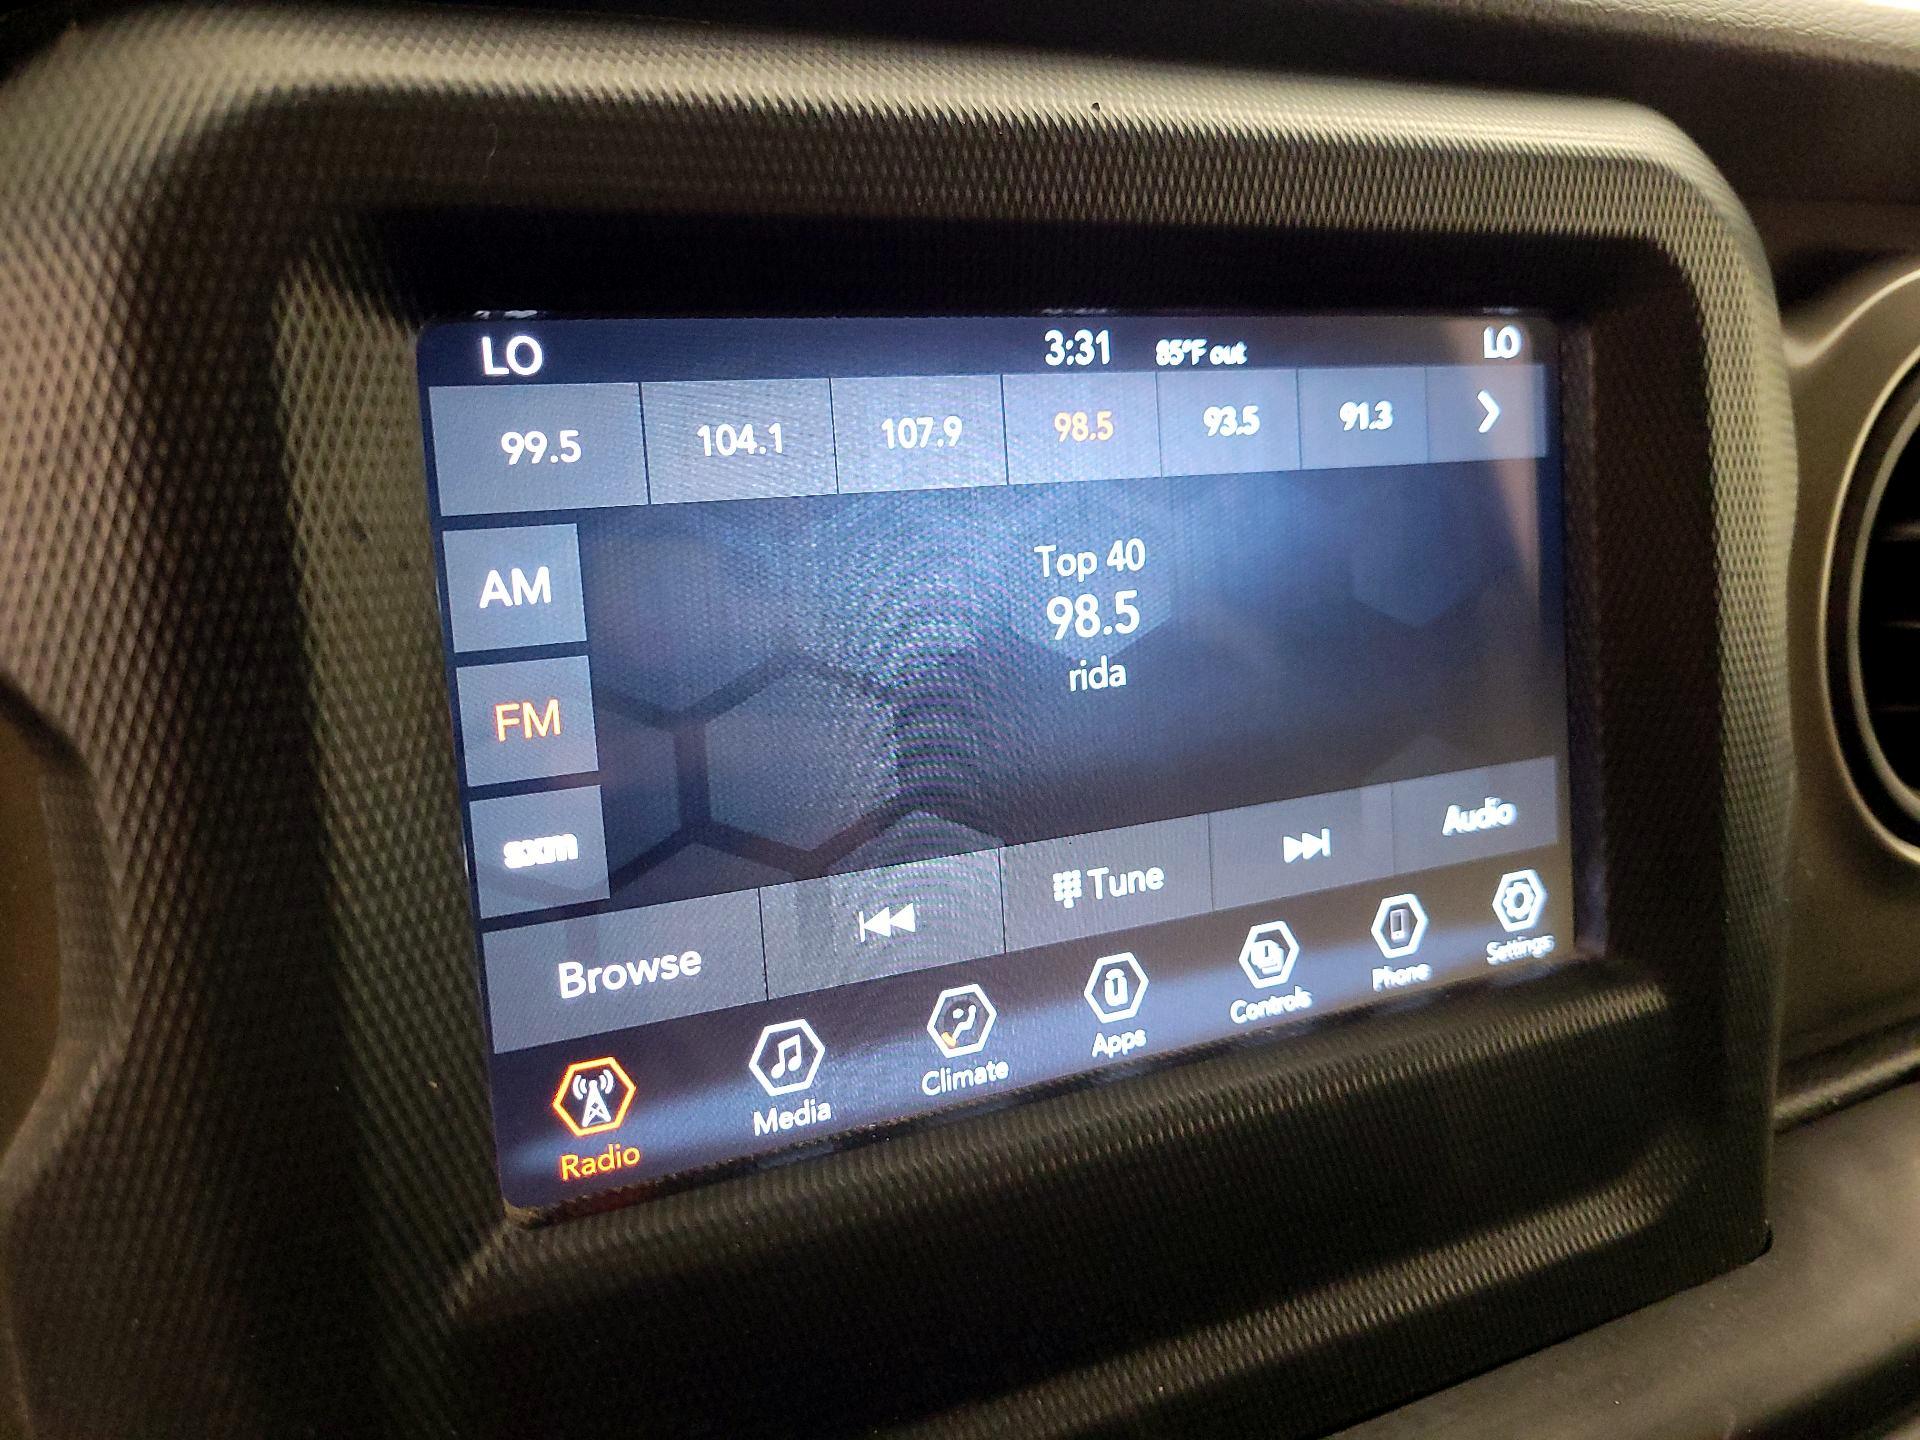 LO 3:31 85°F out LO
99.5 104.1 107.9 98.5 93.5 91.3
AM
Top 40
98.5
rida
FM
sxm
Browse Tune Audio
Radio Media Climate Apps Controls Phone Settings